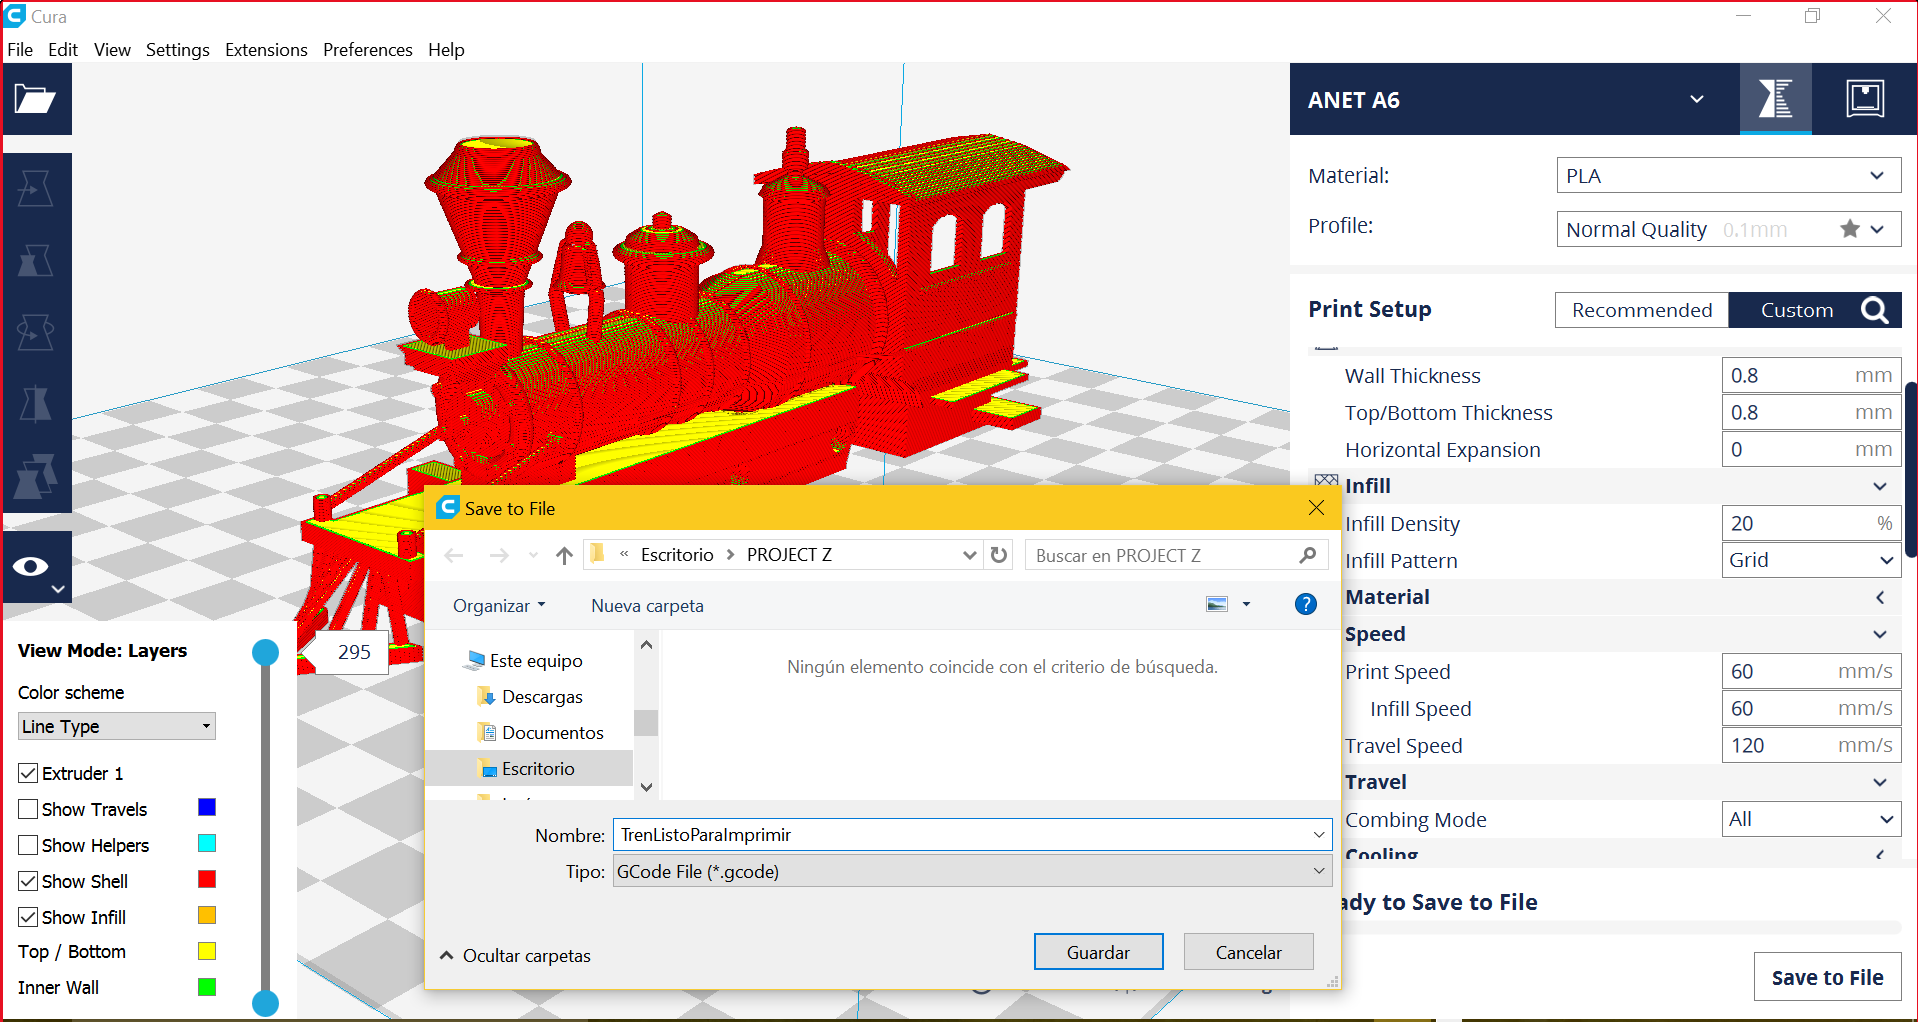 Cura
File Edit View Settings Extensions Preferences Help
ANET A6
Material: PLA
Profile: Normal Quality 0.1mm
Print Setup Recommended Custom
Wall Thickness 0.8 mm
Top/Bottom Thickness 0.8 mm
Horizontal Expansion 0 mm
Infill
Infill Density 20 %
Infill Pattern Grid
Material
Speed
Print Speed 60 mm/s
Infill Speed 60 mm/s
Travel Speed 120 mm/s
Travel
Combing Mode All
Cooling
ady to Save to File
Save to File
View Mode: Layers
295
Color scheme
Line Type
Extruder 1
Show Travels
Show Helpers
Show Shell
Show Infill
Top / Bottom
Inner Wall
Save to File
« Escritorio > PROJECT Z
Buscar en PROJECT Z
Organizar Nueva carpeta
?
Este equipo
Descargas
Documentos
Escritorio
Ningún elemento coincide con el criterio de búsqueda.
Nombre: TrenListoParaImprimir
Tipo: GCode File (*.gcode)
Ocultar carpetas
Guardar Cancelar